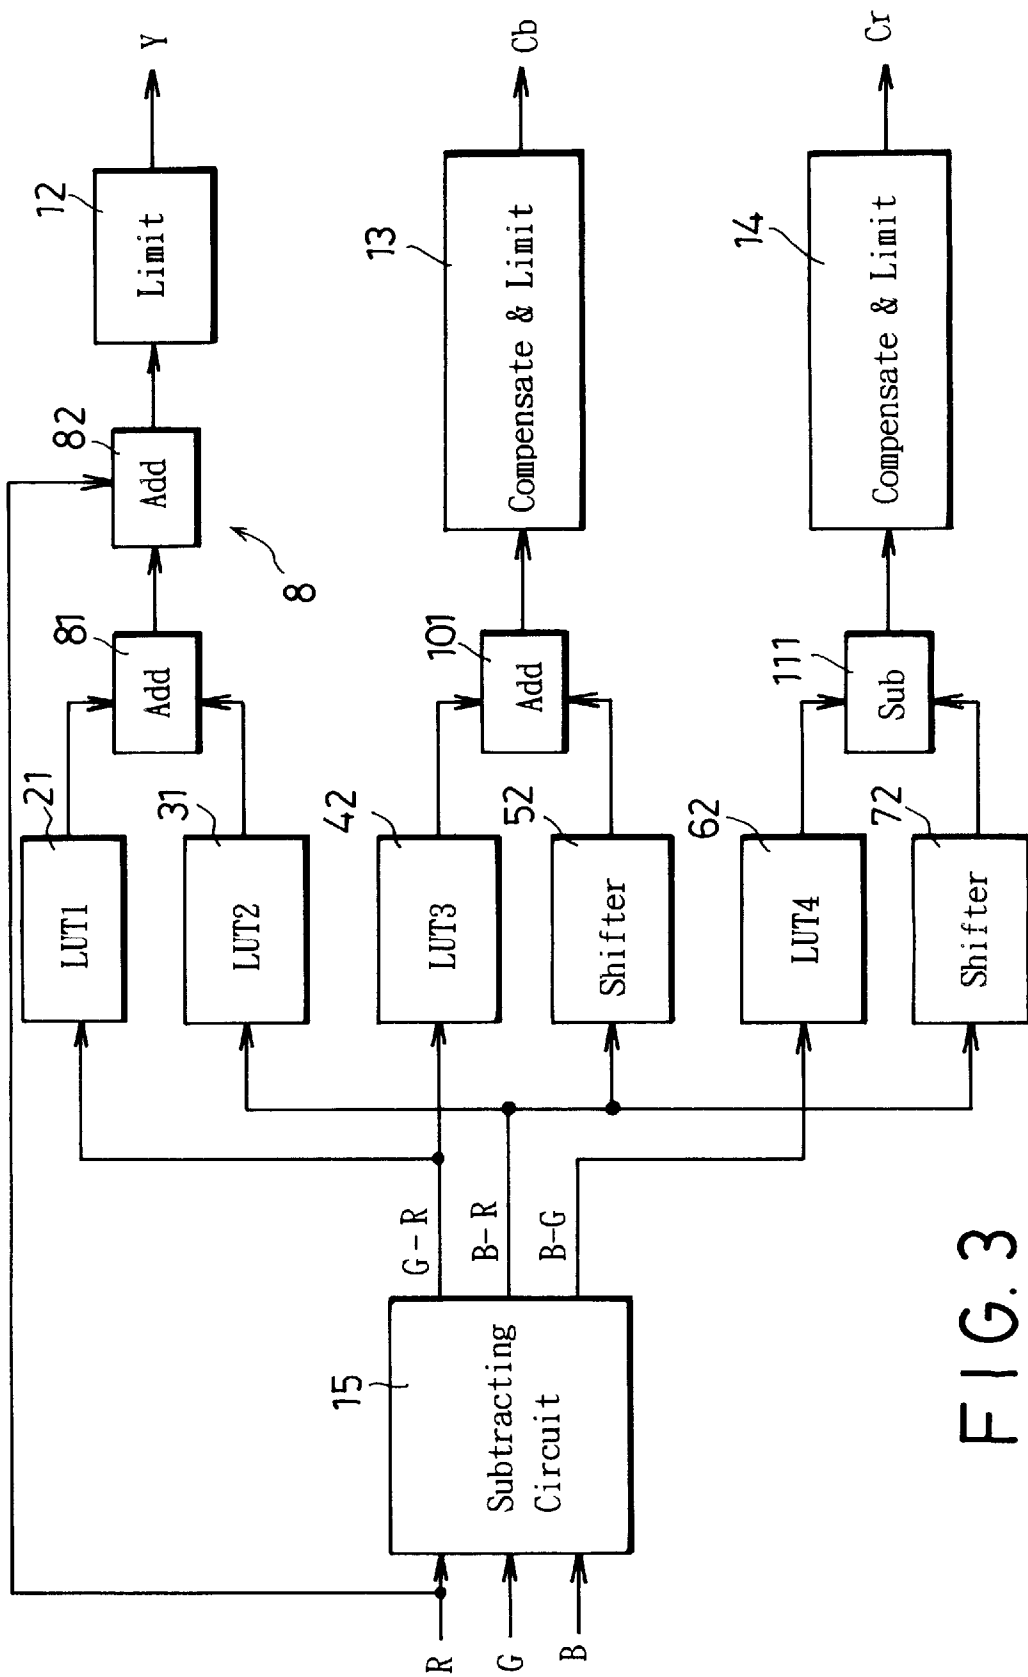 R
G
B
15
Subtracting
Circuit
G-R
B-R
B-G
21
LUT1
31
LUT2
42
LUT3
52
Shifter
62
LUT4
72
Shifter
81
Add
82
Add
8
12
Limit
Y
101
Add
13
Compensate & Limit
Cb
111
Sub
14
Compensate & Limit
Cr
FIG. 3